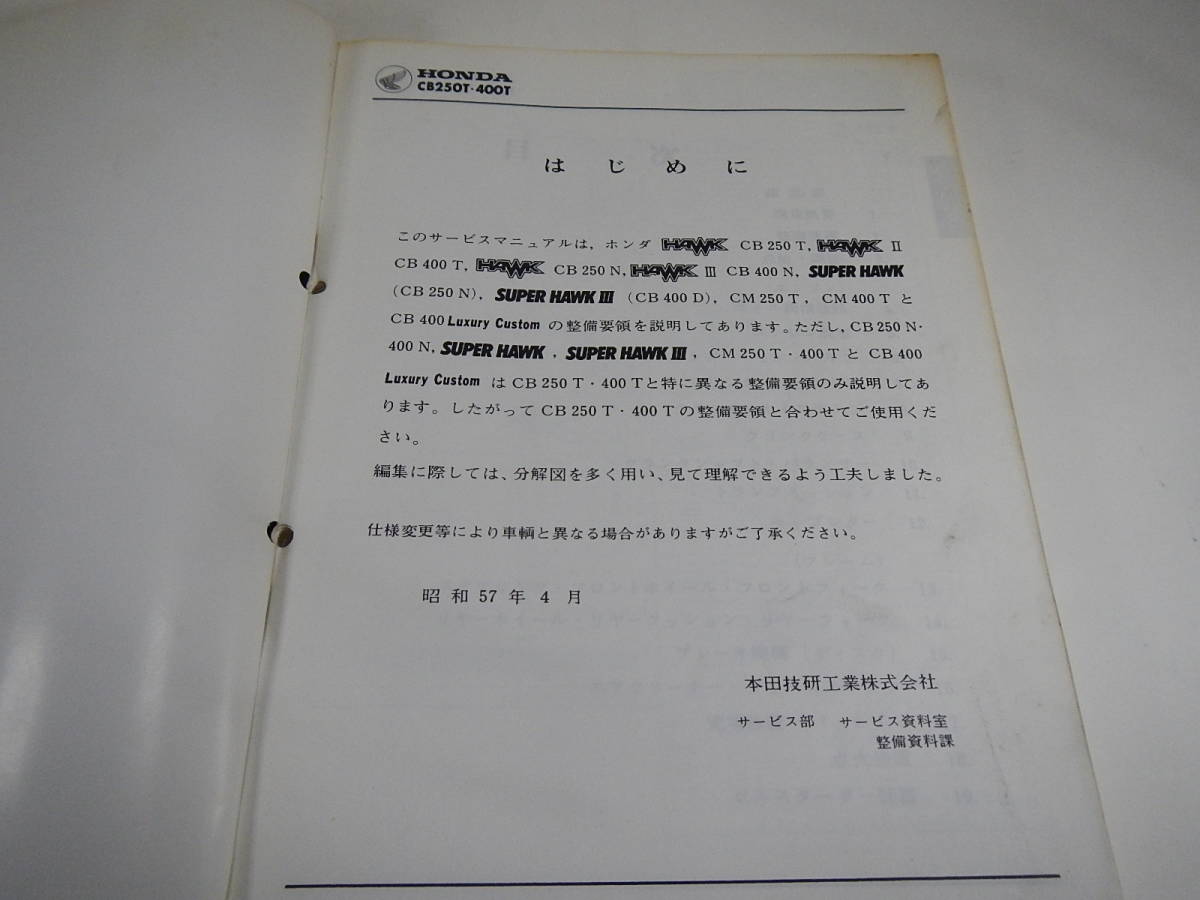 HONDA
CB250T·400T
はじめに
このサービスマニュアルは，ホンダ HAWK CB 250 T, HAWK II
CB 400 T, HAWK CB 250 N, HAWK III CB 400 N, SUPER HAWK
(CB 250 N), SUPER HAWK III (CB 400 D), CM 250 T, CM 400 T と
CB 400 Luxury Custom の整備要領を説明してあります。ただし, CB 250 N・
400 N, SUPER HAWK , SUPER HAWK III , CM 250 T・400 T と CB 400
Luxury Custom は CB 250 T・400 T と特に異なる整備要領のみ説明してあ
ります。したがって CB 250 T・400 T の整備要領と合わせてご使用くだ
さい。
編集に際しては、分解図を多く用い、見て理解できるよう工夫しました。
仕様変更等により車輌と異なる場合がありますがご了承ください。
昭和 57 年 4 月
本田技研工業株式会社
サービス部 サービス資料室
整備資料課